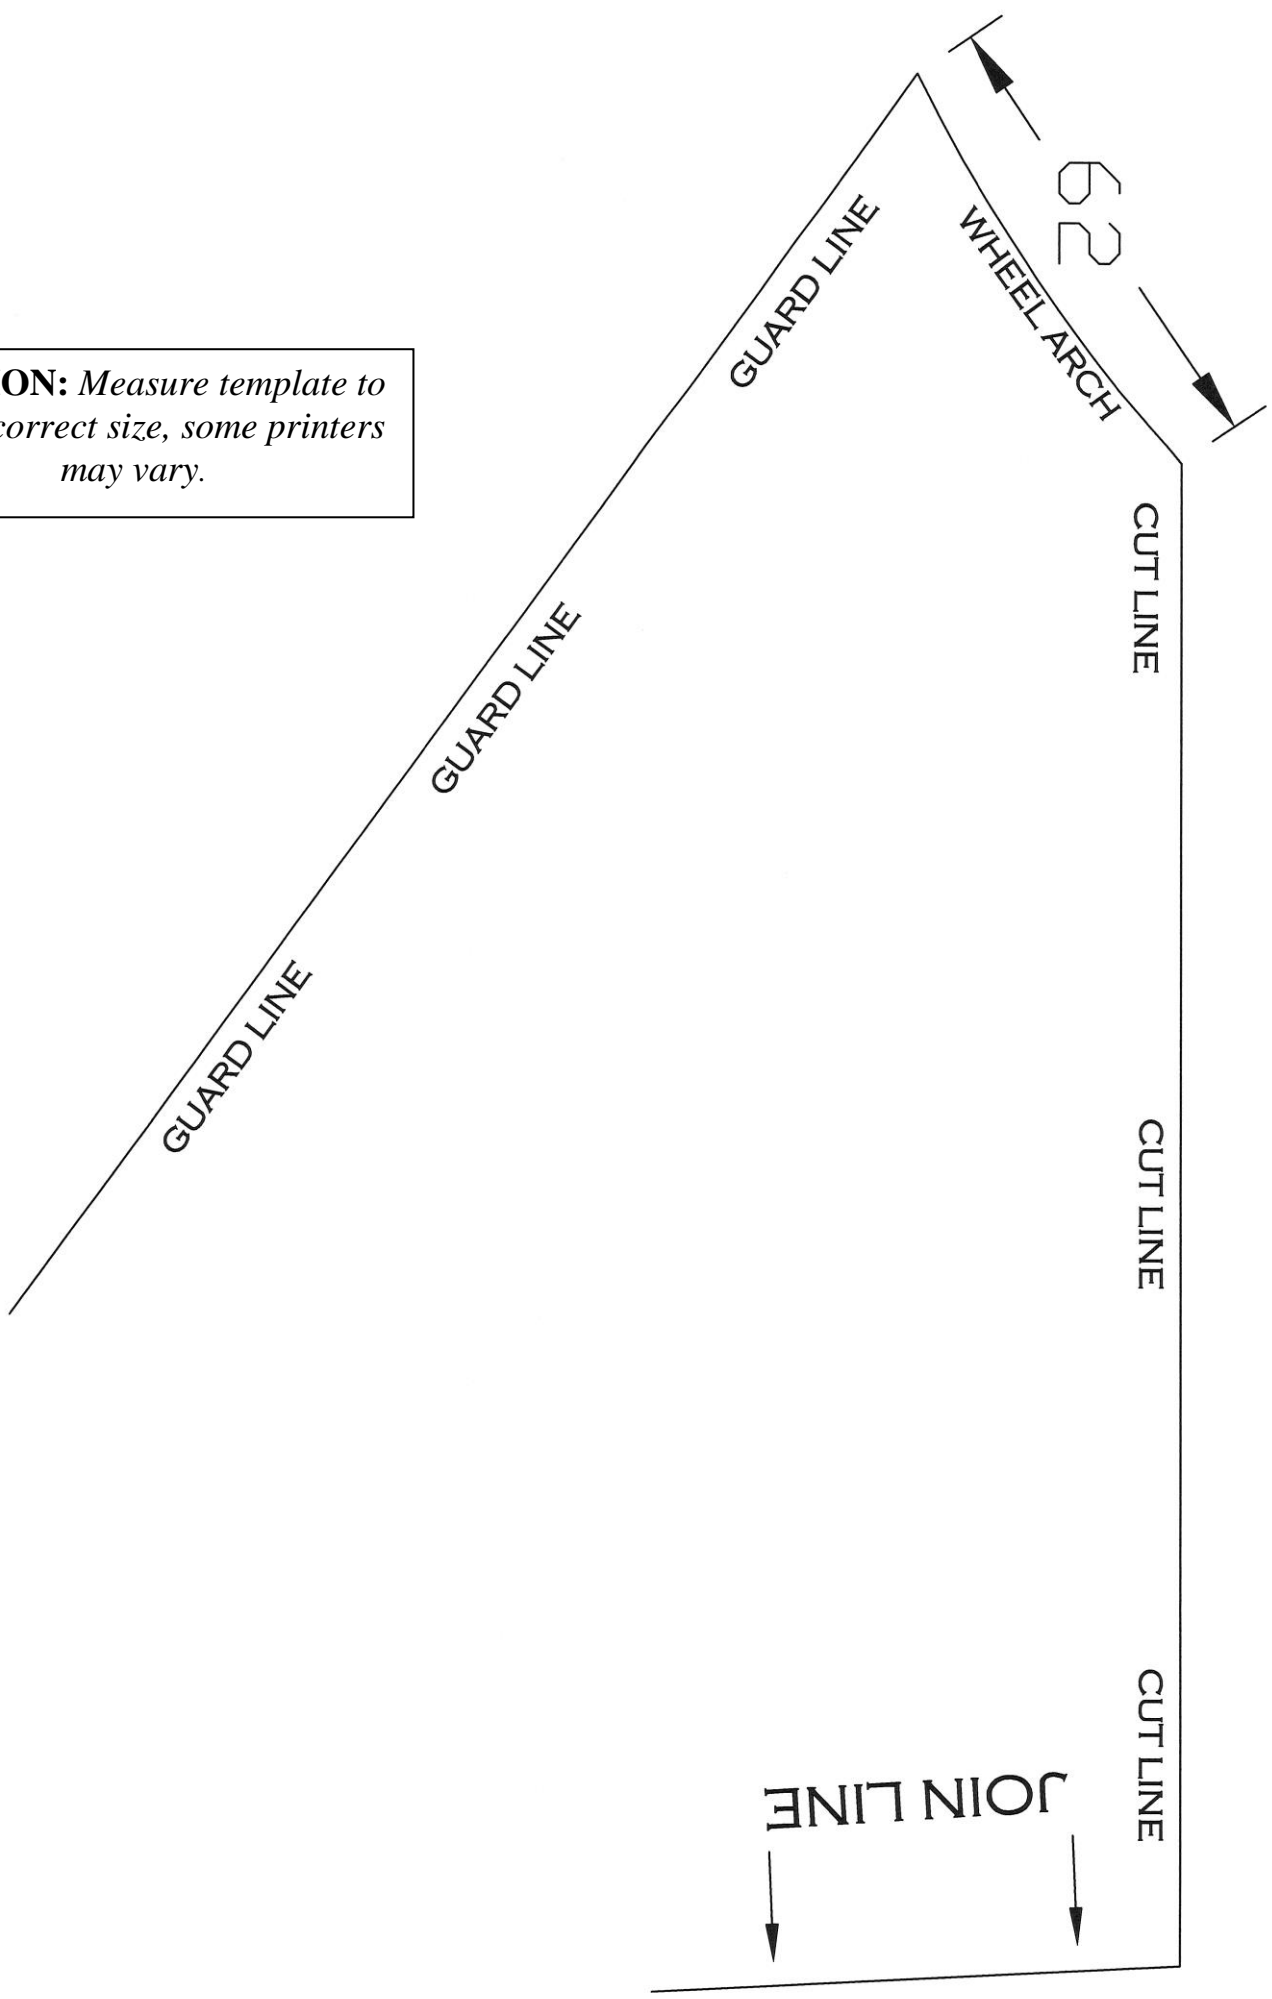 62
WHEEL ARCH
GUARD LINE
ON: Measure template to
correct size, some printers
may vary.
CUT LINE
GUARD LINE
GUARD LINE
CUT LINE
CUT LINE
JOIN LINE